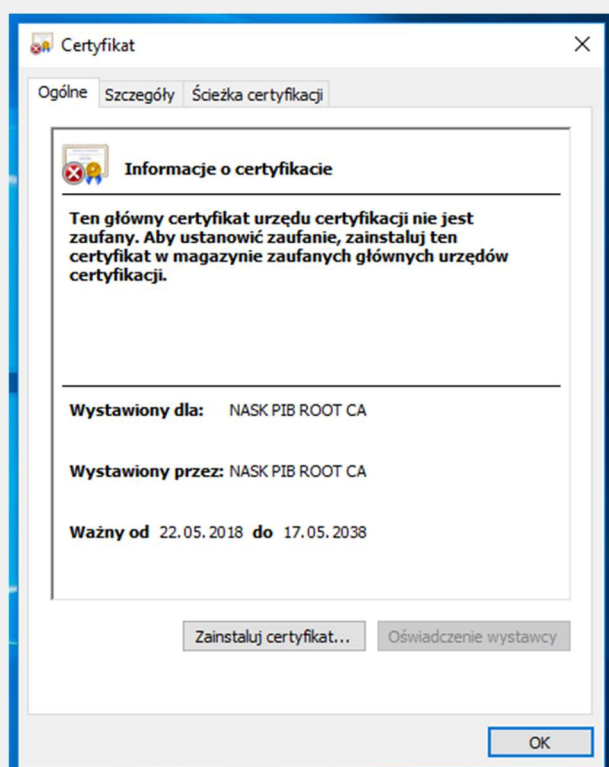 Certyfikat
Ogólne Szczegóły Ścieżka certyfikacji
Informacje o certyfikacie
Ten główny certyfikat urzędu certyfikacji nie jest
zaufany. Aby ustanowić zaufanie, zainstaluj ten
certyfikat w magazynie zaufanych głównych urzędów
certyfikacji.
Wystawiony dla: NASK PIB ROOT CA
Wystawiony przez: NASK PIB ROOT CA
Ważny od 22.05.2018 do 17.05.2038
Zainstaluj certyfikat... Oświadczenie wystawcy
OK